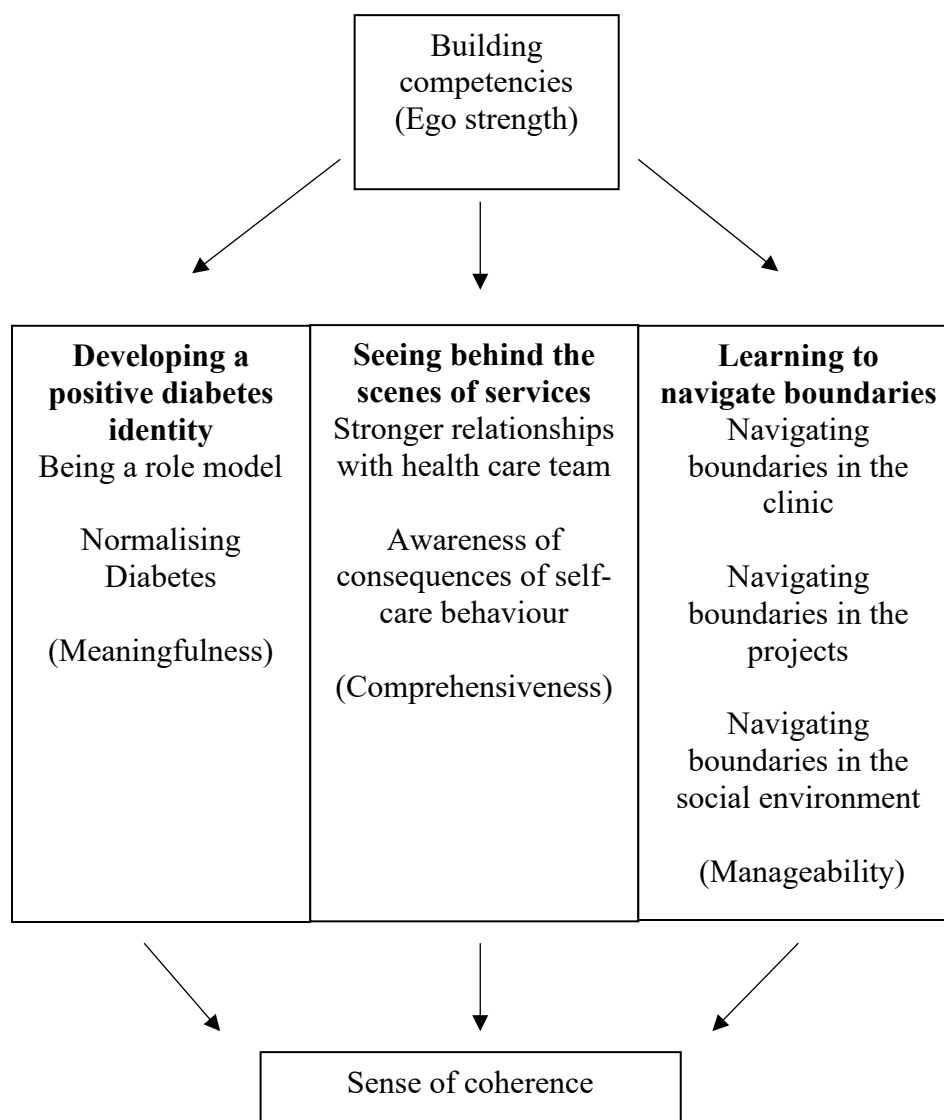 Building
competencies
(Ego strength)
Developing a
positive diabetes
identity
Being a role model
Normalising
Diabetes
(Meaningfulness)
Seeing behind the
scenes of services
Stronger relationships
with health care team
Awareness of
consequences of self-
care behaviour
(Comprehensiveness)
Learning to
navigate boundaries
Navigating
boundaries in the
clinic
Navigating
boundaries in the
projects
Navigating
boundaries in the
social environment
(Manageability)
Sense of coherence